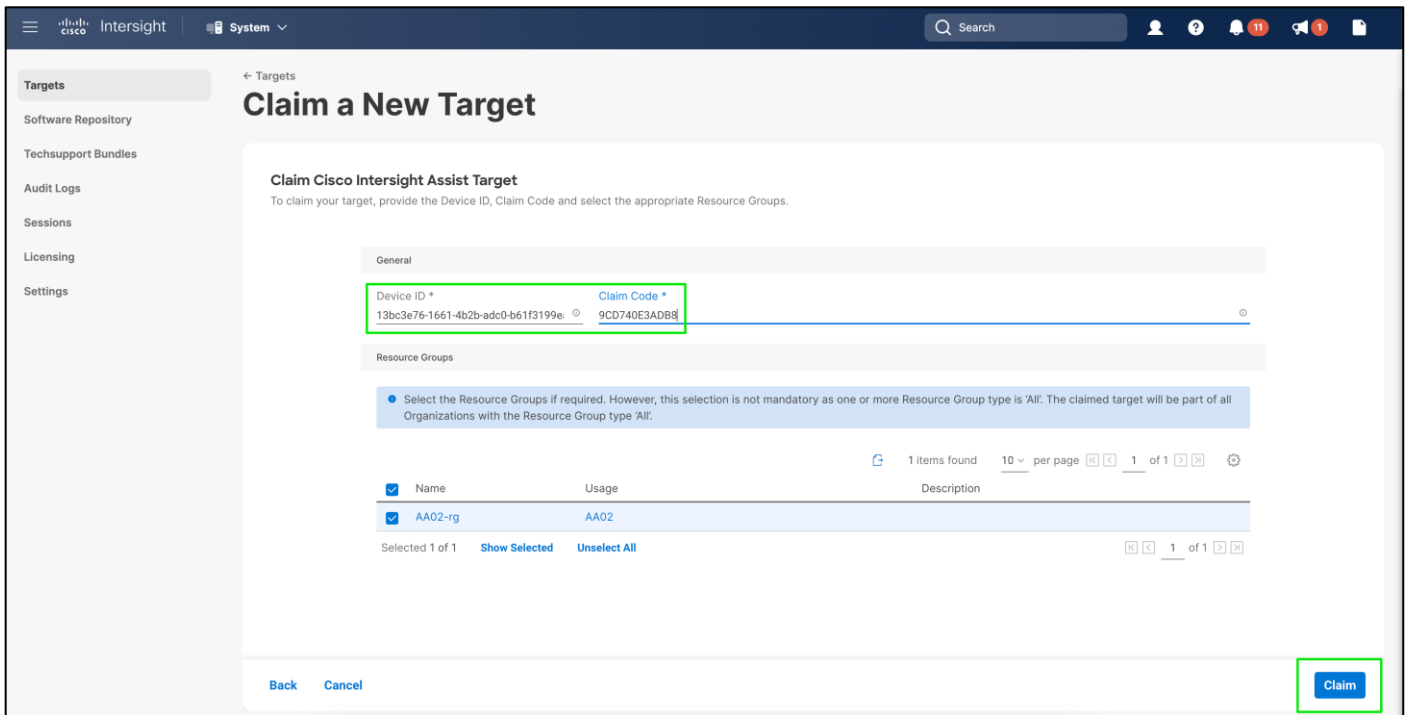 cisco Intersight System Search 11 1
Targets
Software Repository
Techsupport Bundles
Audit Logs
Sessions
Licensing
Settings
← Targets
Claim a New Target
Claim Cisco Intersight Assist Target
To claim your target, provide the Device ID, Claim Code and select the appropriate Resource Groups.
General
Device ID * Claim Code *
13bc3e76-1661-4b2b-adc0-b61f3199e 9CD740E3ADB8
Resource Groups
Select the Resource Groups if required. However, this selection is not mandatory as one or more Resource Group type is 'All'. The claimed target will be part of all
Organizations with the Resource Group type 'All'.
1 items found 10 per page 1 of 1
Name Usage Description
AA02-rg AA02
Selected 1 of 1 Show Selected Unselect All 1 of 1
Back Cancel Claim